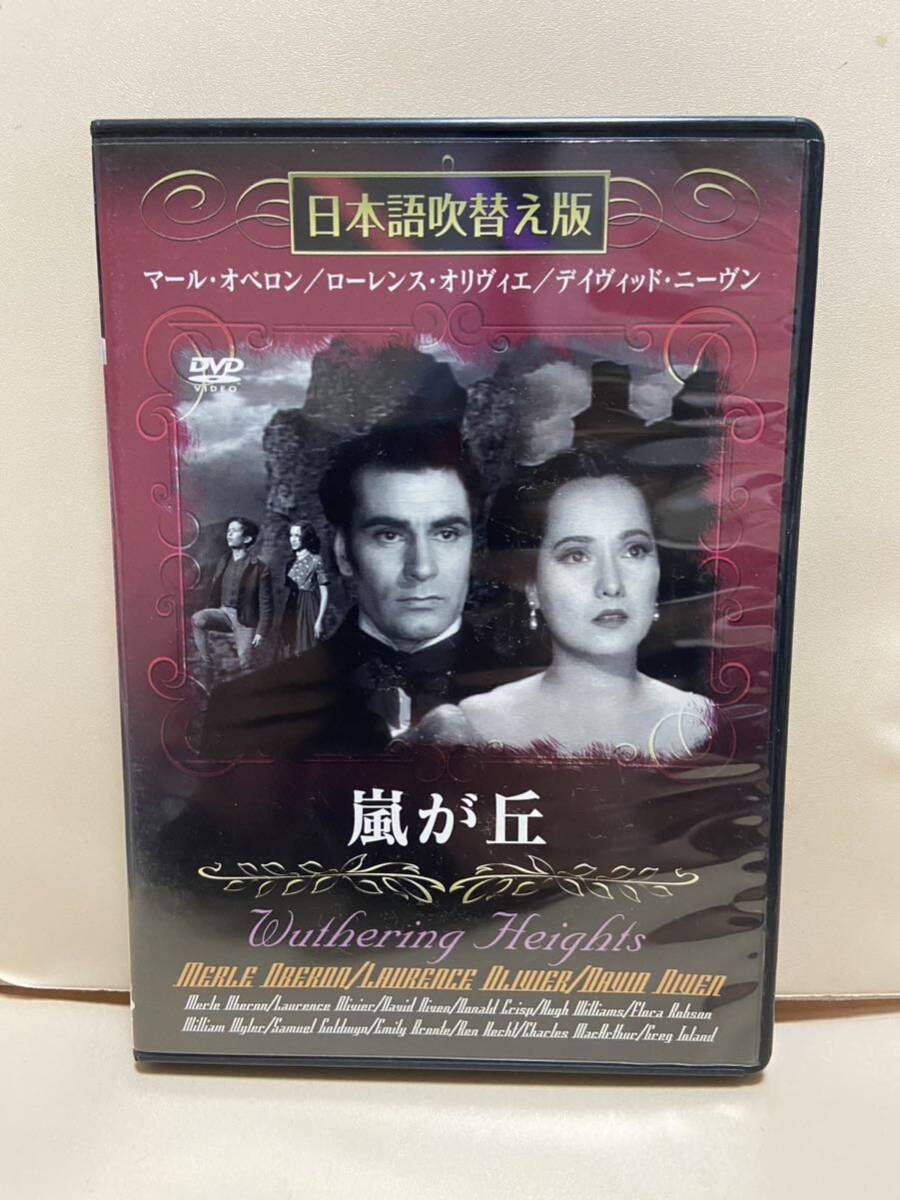 日本語吹替え版
マール・オベロン/ローレンス・オリヴィエ/デイヴィッド・ニーヴン
DVD
VIDEO
嵐が丘
Wuthering Heights
MERLE OBERON/LAURENCE OLIVIER/DAVID NIVEN
Merle Oberon/Laurence Olivier/David Niven/Donald Crisp/Hugh Williams/Flora Robson
William Wyler/Samuel Goldwyn/Emily Bronte/Ben Hecht/Charles MacArthur/Greg Toland